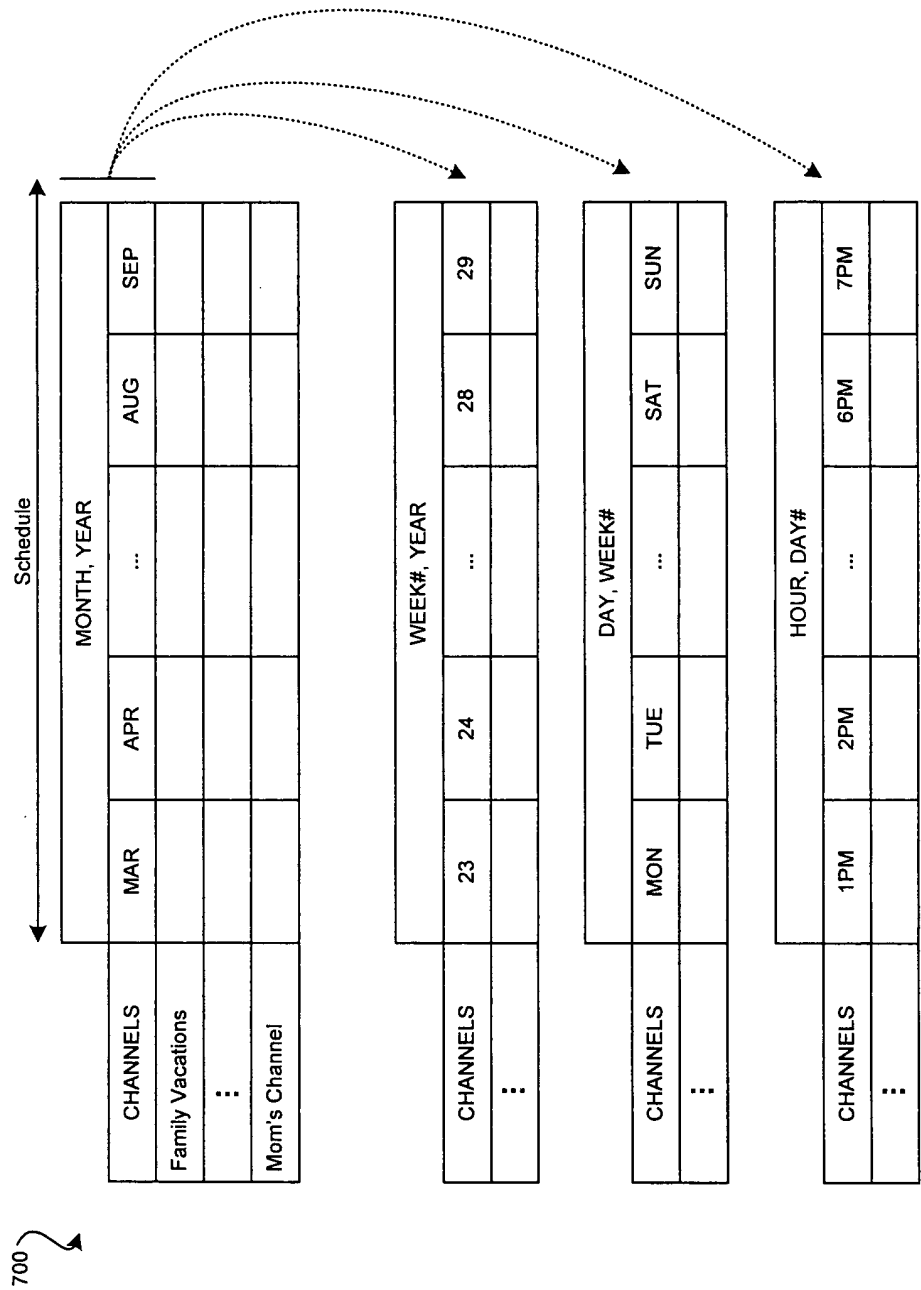 700
Schedule
MONTH, YEAR
CHANNELS MAR APR ... AUG SEP
Family Vacations
...
Mom's Channel
WEEK#, YEAR
CHANNELS 23 24 ... 28 29
...
DAY, WEEK#
CHANNELS MON TUE ... SAT SUN
...
HOUR, DAY#
CHANNELS 1PM 2PM ... 6PM 7PM
...